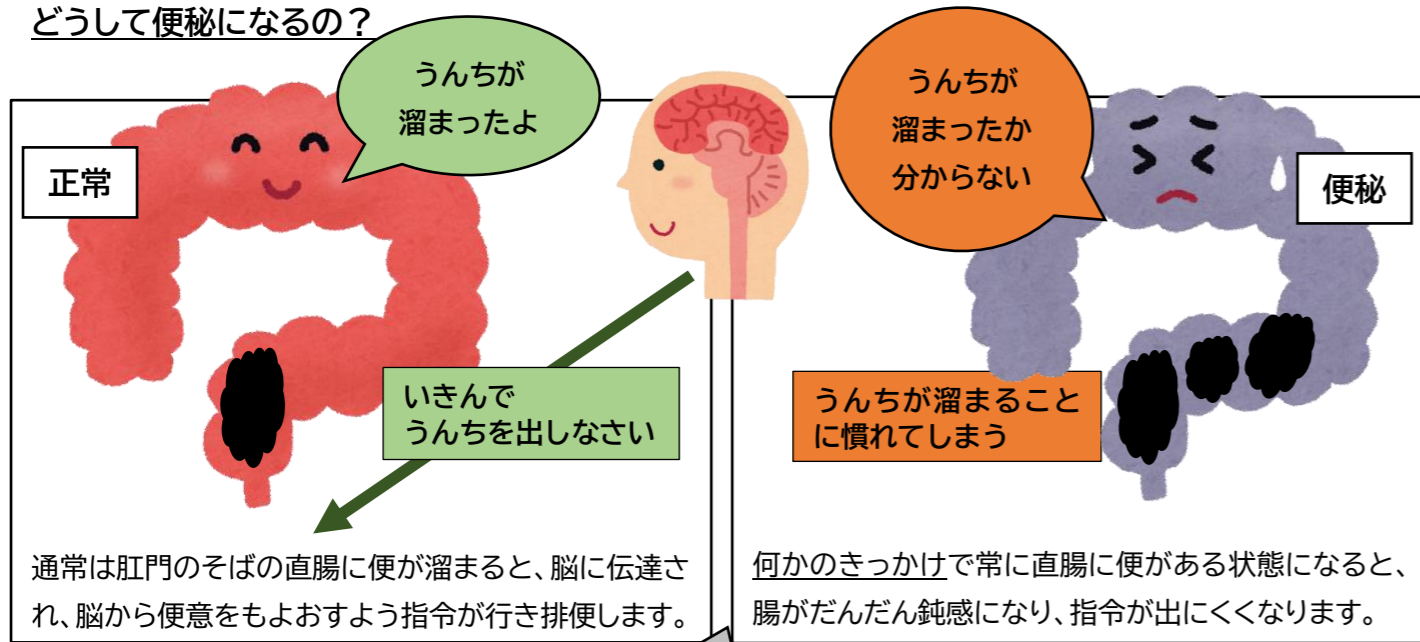 どうして便秘になるの？
正常
うんちが
溜まったよ
いきんで
うんちを出しなさい
通常は肛門のそばの直腸に便が溜まると、脳に伝達さ
れ、脳から便意をもよおすよう指令が行き排便します。
うんちが
溜まったか
分からない
便秘
うんちが溜まること
に慣れてしまう
何かのきっかけで常に直腸に便がある状態になると、
腸がだんだん鈍感になり、指令が出にくくなります。